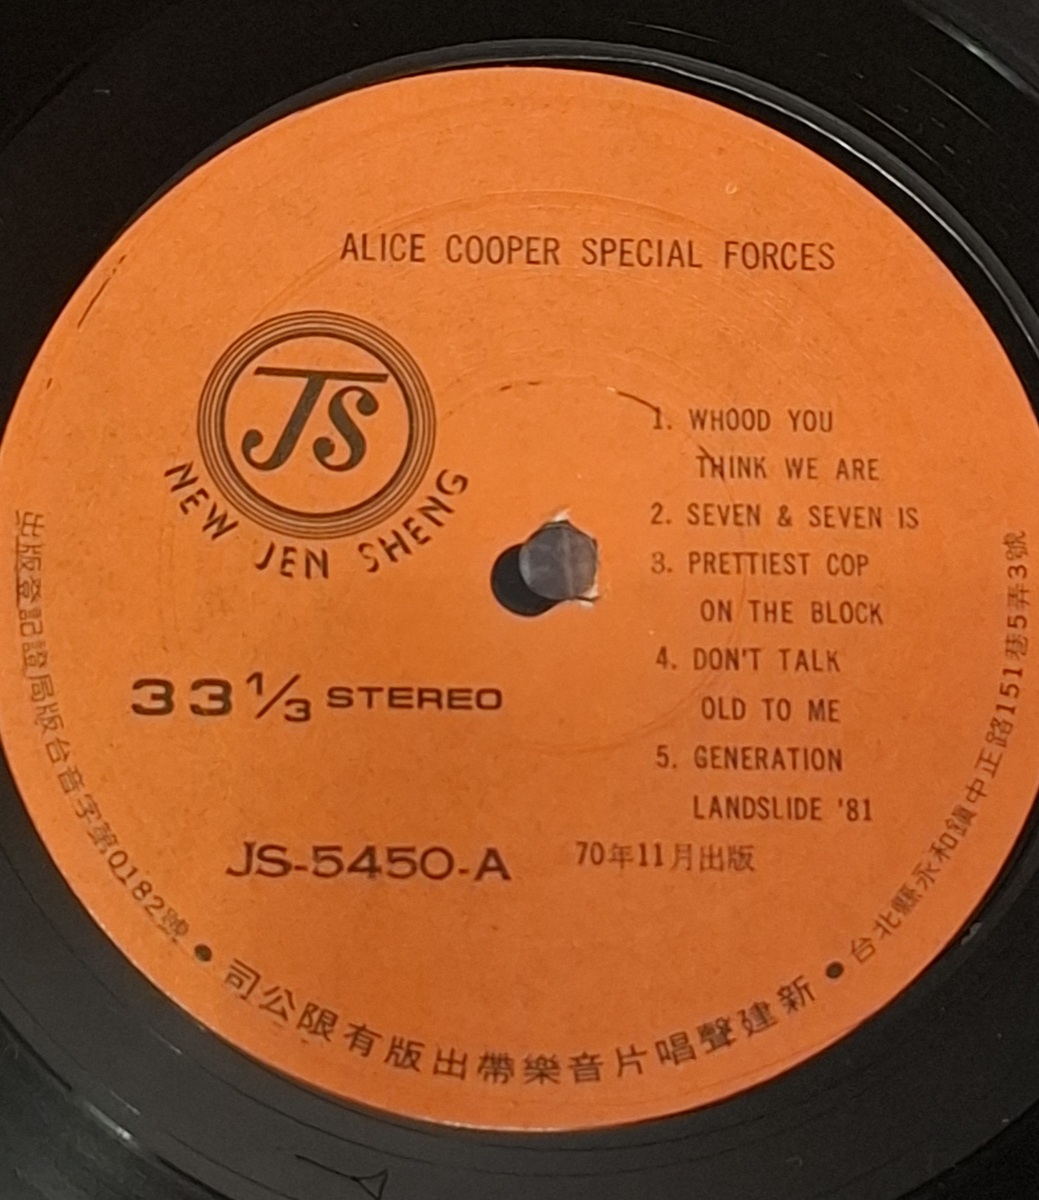 ALICE COOPER SPECIAL FORCES
JS
NEW JEN SHENG
1. WHOOD YOU
THINK WE ARE
2. SEVEN & SEVEN IS
3. PRETTIEST COP
ON THE BLOCK
4. DON'T TALK
OLD TO ME
5. GENERATION
LANDSLIDE '81
33 1/3 STEREO
JS-5450-A
70年11月出版
出版登記證局版台音字第0182號
新建聲唱片音樂帶出版有限公司
台北縣永和鎮中正路151巷5弄3號